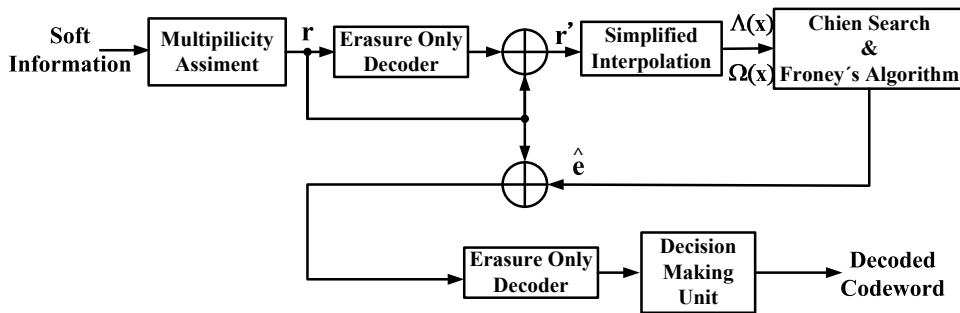 Soft
Information
Multipilicity
Assiment
r
Erasure Only
Decoder
r'
Simplified
Interpolation
Λ(x)
Ω(x)
Chien Search
&
Froney´s Algorithm
ê
Erasure Only
Decoder
Decision
Making
Unit
Decoded
Codeword